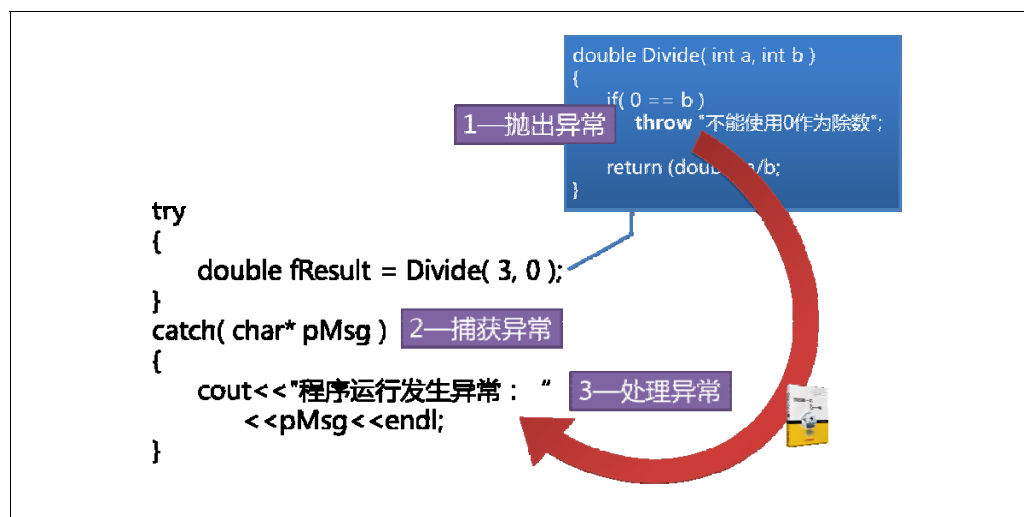 double Divide( int a, int b )
{
if( 0 == b )
1—抛出异常
throw "不能使用0作为除数";
return (doub a/b;
}
try
{
double fResult = Divide( 3, 0 );
}
catch( char* pMsg )
2—捕获异常
{
cout<<"程序运行发生异常： “
3—处理异常
<<pMsg<<endl;
}